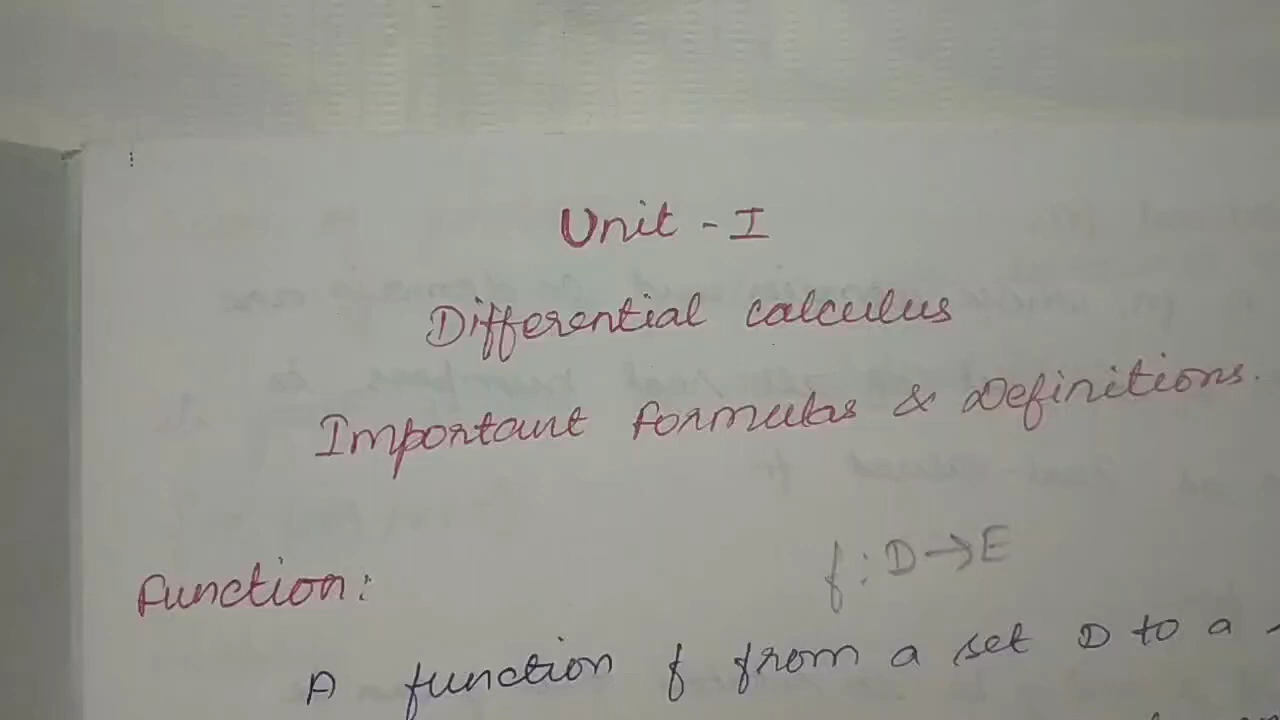 Unit - I
Differential calculus
Important formulas & Definitions.
f : D → E
Function:
A function f from a set D to a